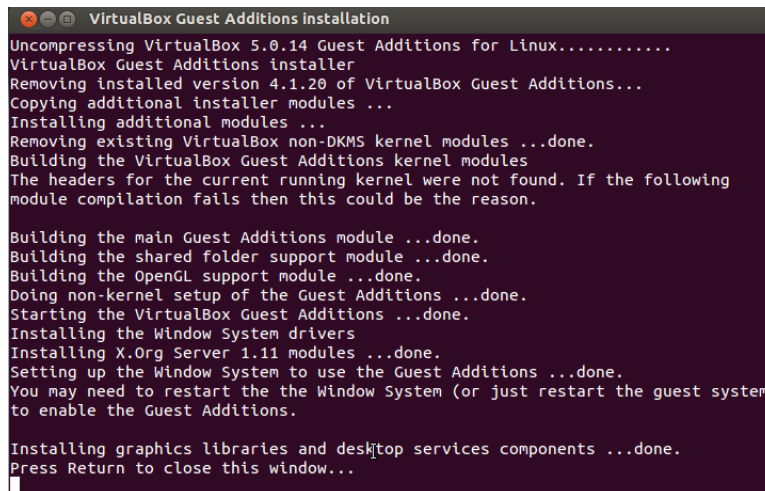 VirtualBox Guest Additions installation
Uncompressing VirtualBox 5.0.14 Guest Additions for Linux............
VirtualBox Guest Additions installer
Removing installed version 4.1.20 of VirtualBox Guest Additions...
Copying additional installer modules ...
Installing additional modules ...
Removing existing VirtualBox non-DKMS kernel modules ...done.
Building the VirtualBox Guest Additions kernel modules
The headers for the current running kernel were not found. If the following
module compilation fails then this could be the reason.
Building the main Guest Additions module ...done.
Building the shared folder support module ...done.
Building the OpenGL support module ...done.
Doing non-kernel setup of the Guest Additions ...done.
Starting the VirtualBox Guest Additions ...done.
Installing the Window System drivers
Installing X.Org Server 1.11 modules ...done.
Setting up the Window System to use the Guest Additions ...done.
You may need to restart the the Window System (or just restart the guest system
to enable the Guest Additions.
Installing graphics libraries and desktop services components ...done.
Press Return to close this window...